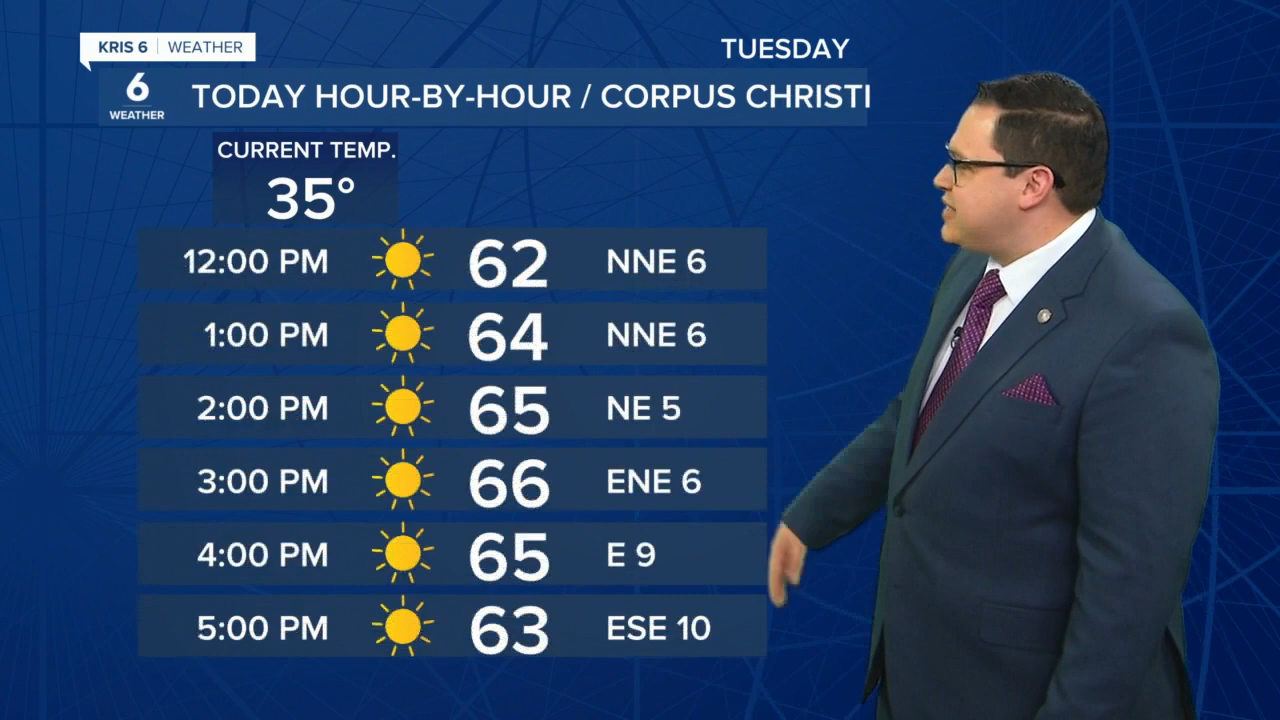 KRIS 6 | WEATHER
TUESDAY
6
WEATHER
TODAY HOUR-BY-HOUR / CORPUS CHRISTI
CURRENT TEMP.
35°
12:00 PM 62 NNE 6
1:00 PM 64 NNE 6
2:00 PM 65 NE 5
3:00 PM 66 ENE 6
4:00 PM 65 E 9
5:00 PM 63 ESE 10